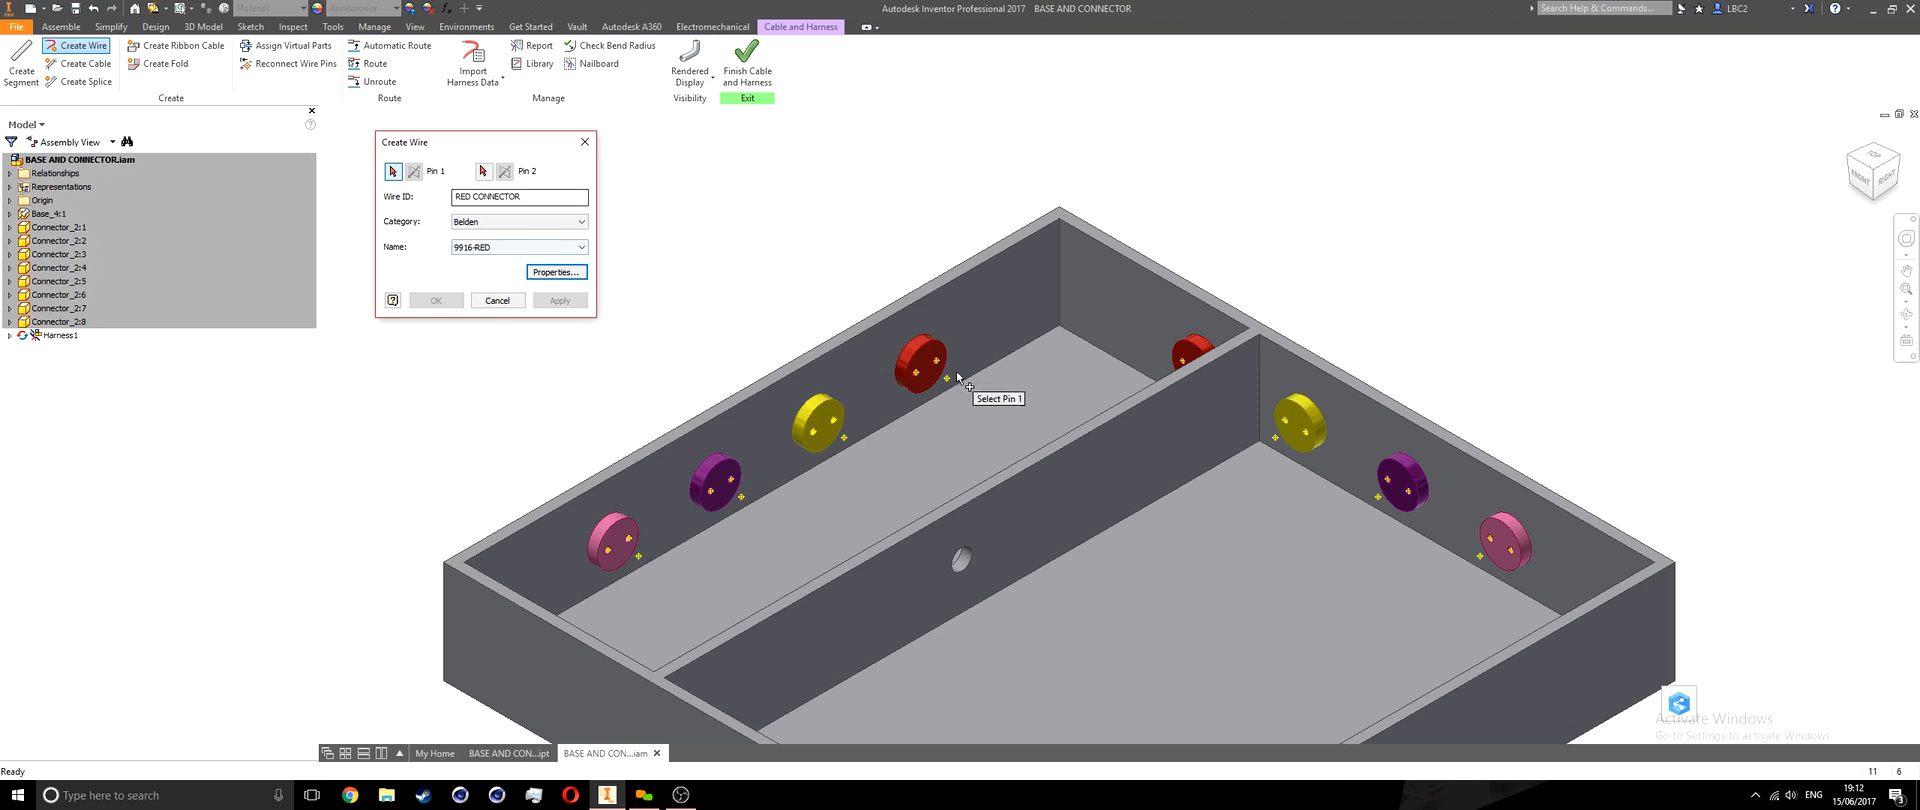 Material
Appearance
Autodesk Inventor Professional 2017   BASE AND CONNECTOR
Search Help & Commands...
LBC2
File
Assembly
Simplify
Design
3D Model
Sketch
Inspect
Tools
Manage
View
Environments
Get Started
Vault
Autodesk A360
Electromechanical
Cable and Harness
Create Segment
Create Wire
Create Cable
Create Splice
Create Ribbon Cable
Create Fold
Assign Virtual Parts
Reconnect Wire Pins
Automatic Route
Route
Unroute
Import Harness Data
Report
Library
Check Bend Radius
Nailboard
Rendered Display
Finish Cable and Harness
Create
Route
Manage
Visibility
Exit
Model
Assembly View
BASE AND CONNECTOR.iam
Relationships
Representations
Origin
Base_4:1
Connector_2:1
Connector_2:2
Connector_2:3
Connector_2:4
Connector_2:5
Connector_2:6
Connector_2:7
Connector_2:8
Harness1
Create Wire
Pin 1
Pin 2
Wire ID: RED CONNECTOR
Category: Belden
Name: 9916-RED
Properties...
OK
Cancel
Apply
Select Pin 1
TOP
FRONT
RIGHT
Activate Windows
Go to Settings to activate Windows.
My Home
BASE AND CON...ipt
BASE AND CON...iam
Ready
11
6
Type here to search
ENG
19:12
15/06/2017
3